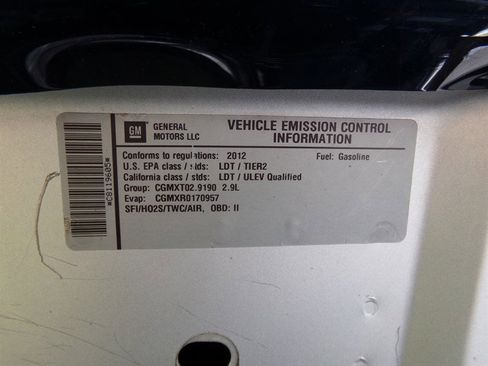 GM
GENERAL MOTORS LLC
VEHICLE EMISSION CONTROL INFORMATION
Conforms to regulations: 2012 Fuel: Gasoline
U.S. EPA class / stds: LDT / TIER2
California class / stds: LDT / ULEV Qualified
Group: CGMXT02.9190 2.9L
Evap: CGMXR0170957
SFI/HO2S/TWC/AIR, OBD: II
*C8119605*